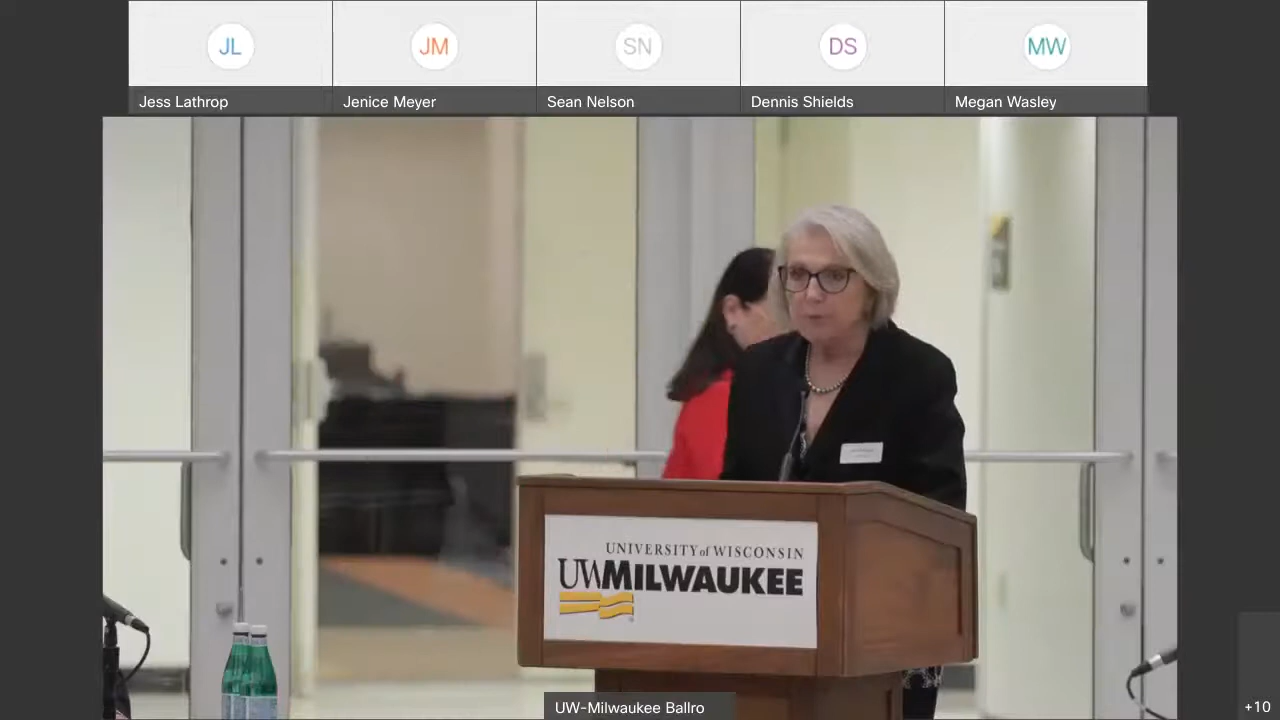 JL
JM
SN
DS
MW
Jess Lathrop
Jenice Meyer
Sean Nelson
Dennis Shields
Megan Wasley
UNIVERSITY of WISCONSIN
UWMILWAUKEE
UW-Milwaukee Ballro
+10